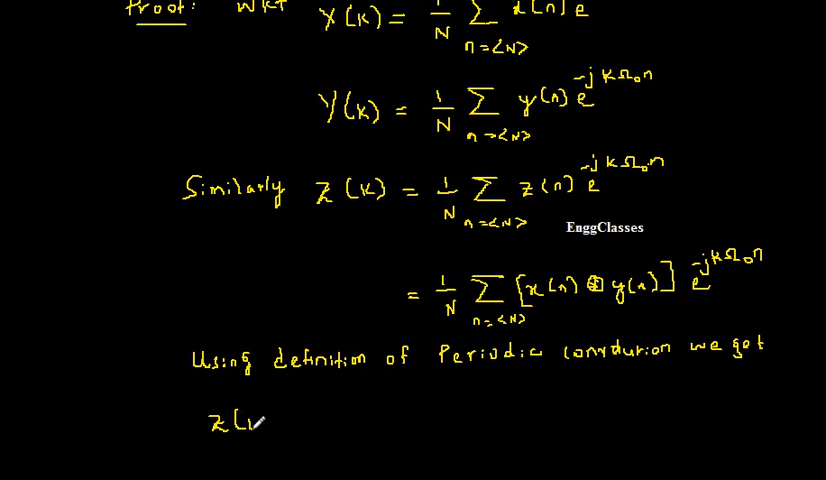 Proof: WKT X(K) = 1/N Σ n=<N> x(n) e
Y(K) = 1/N Σ n=<N> y(n) e^-jkΩ₀n
Similarly Z(K) = 1/N Σ n=<N> z(n) e^-jkΩ₀n
EnggClasses
= 1/N Σ n=<N> [x(n) ⊛ y(n)] e^-jkΩ₀n
Using definition of Periodic convolution we get
Z(